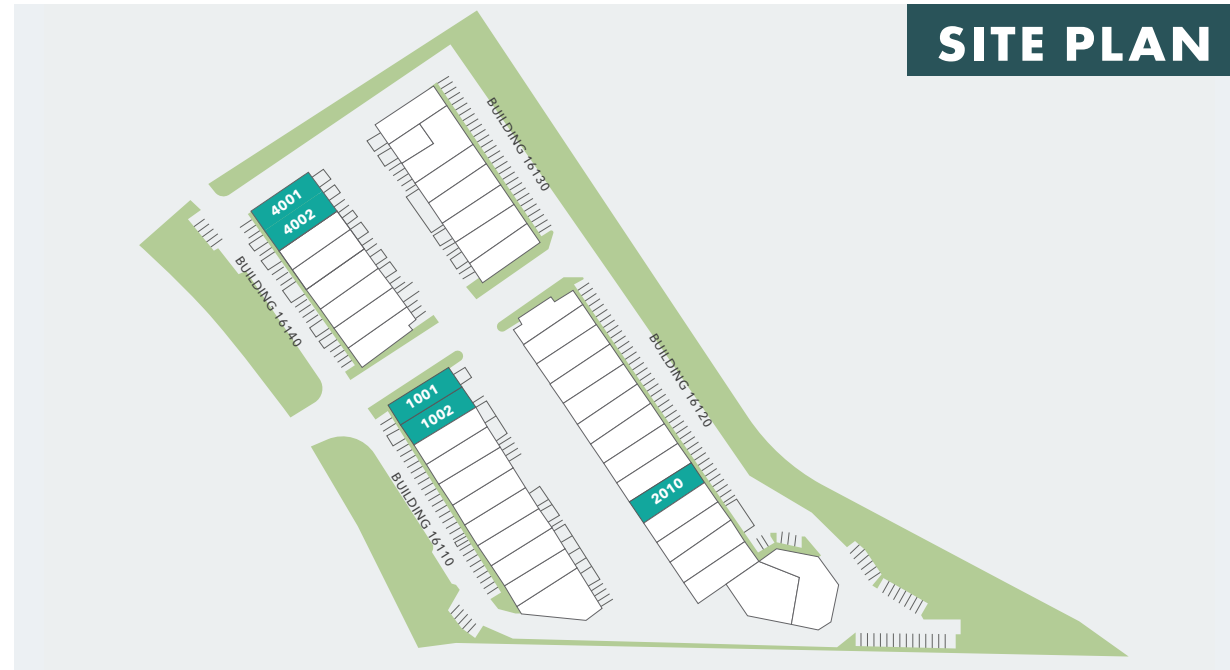 SITE PLAN
BUILDING 16130
4001
4002
BUILDING 16140
BUILDING 16120
1001
1002
2010
BUILDING 16110